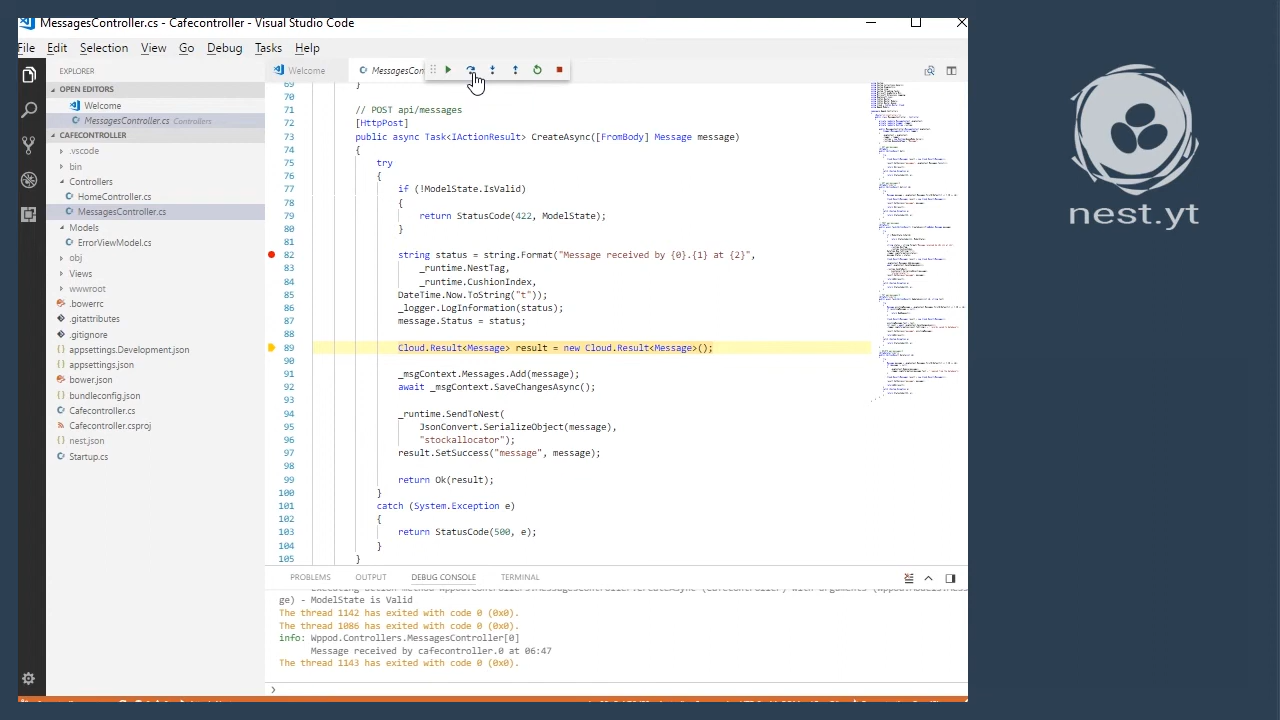 MessagesController.cs - Cafecontroller - Visual Studio Code
File Edit Selection View Go Debug Tasks Help
EXPLORER
OPEN EDITORS
Welcome
MessagesController.cs Controllers
CAFECONTROLLER
.vscode
bin
Controllers
HomeController.cs
MessagesController.cs
Models
ErrorViewModel.cs
obj
Views
wwwroot
.bowerrc
.gitattributes
.gitignore
appsettings.Development.json
appsettings.json
bower.json
bundleconfig.json
Cafecontroller.cs
Cafecontroller.csproj
nest.json
Startup.cs
Welcome MessagesCon
69 }
70
71 // POST api/messages
72 [HttpPost]
73 public async Task<IActionResult> CreateAsync([FromBody] Message message)
74 {
75 try
76 {
77 if (!ModelState.IsValid)
78 {
79 return StatusCode(422, ModelState);
80 }
81
82 string status = string.Format("Message received by {0}.{1} at {2}",
83 _runtime.PodName,
84 _runtime.RegionIndex,
85 DateTime.Now.ToString("t"));
86 _logger.LogInformation(status);
87 message.Status = status;
88
89 Cloud.Result<Message> result = new Cloud.Result<Message>();
90
91 _msgContext.Messages.Add(message);
92 await _msgContext.SaveChangesAsync();
93
94 _runtime.SendToNest(
95 JsonConvert.SerializeObject(message),
96 "stockallocator");
97 result.SetSuccess("message", message);
98
99 return Ok(result);
100 }
101 catch (System.Exception e)
102 {
103 return StatusCode(500, e);
104 }
105 }
PROBLEMS OUTPUT DEBUG CONSOLE TERMINAL
ge) - ModelState is Valid
The thread 1142 has exited with code 0 (0x0).
The thread 1086 has exited with code 0 (0x0).
info: Wppod.Controllers.MessagesController[0]
Message received by cafecontroller.0 at 06:47
The thread 1143 has exited with code 0 (0x0).
nest.yt